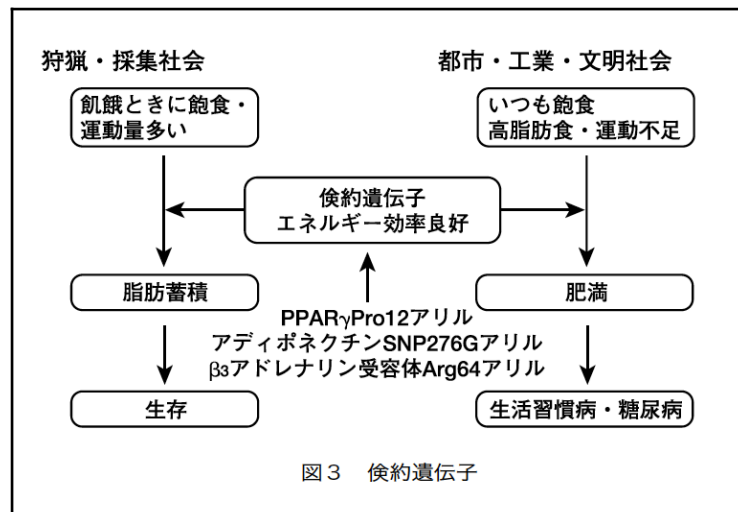 狩猟・採集社会
都市・工業・文明社会
飢餓ときに飽食・
運動量多い
いつも飽食
高脂肪食・運動不足
倹約遺伝子
エネルギー効率良好
脂肪蓄積
肥満
PPARγPro12アリル
アディポネクチンSNP276Gアリル
β₃アドレナリン受容体Arg64アリル
生存
生活習慣病・糖尿病
図３　倹約遺伝子